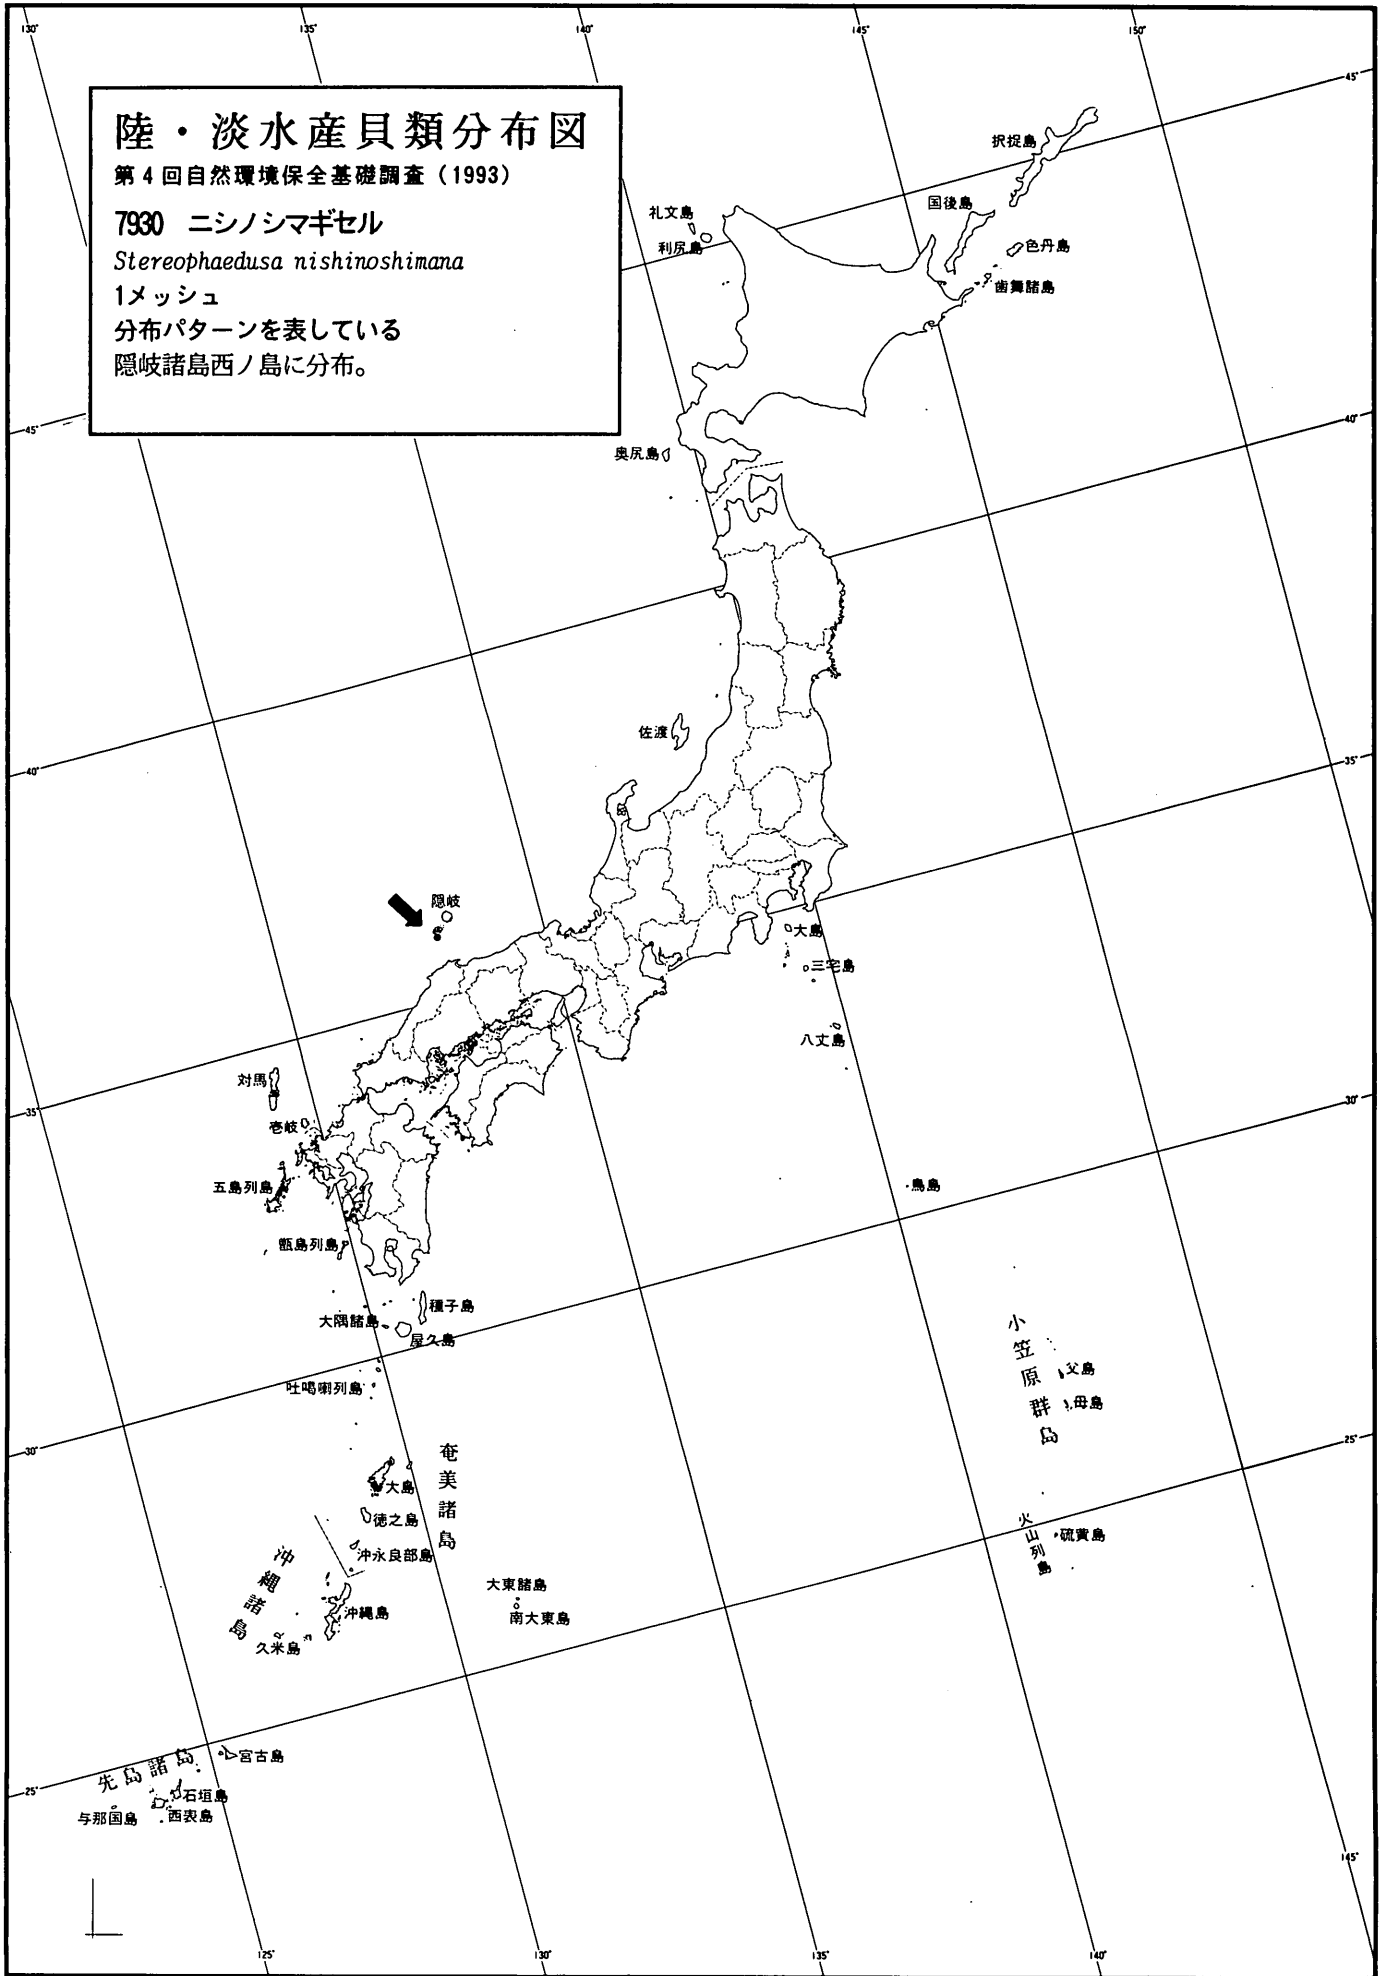 130°
135°
140°
145°
150°
45°
陸・淡水産貝類分布図
第4回自然環境保全基礎調査（1993）
7930 ニシノシマギセル
Stereophaedusa nishinoshimana
1メッシュ
分布パターンを表している
隠岐諸島西ノ島に分布。
択捉島
国後島
礼文島
利尻島
色丹島
歯舞諸島
40°
45°
奥尻島
佐渡
35°
40°
隠岐
大島
三宅島
八丈島
対馬
35°
壱岐
30°
五島列島
鳥島
甑島列島
種子島
大隅諸島
屋久島
小笠原群島
父島
吐噶喇列島
母島
25°
30°
奄美諸島
大島
徳之島
火山列島
硫黄島
沖永良部島
沖縄諸島
大東諸島
沖縄島
南大東島
久米島
宮古島
先島諸島
25°
石垣島
与那国島
西表島
145°
125°
130°
135°
140°